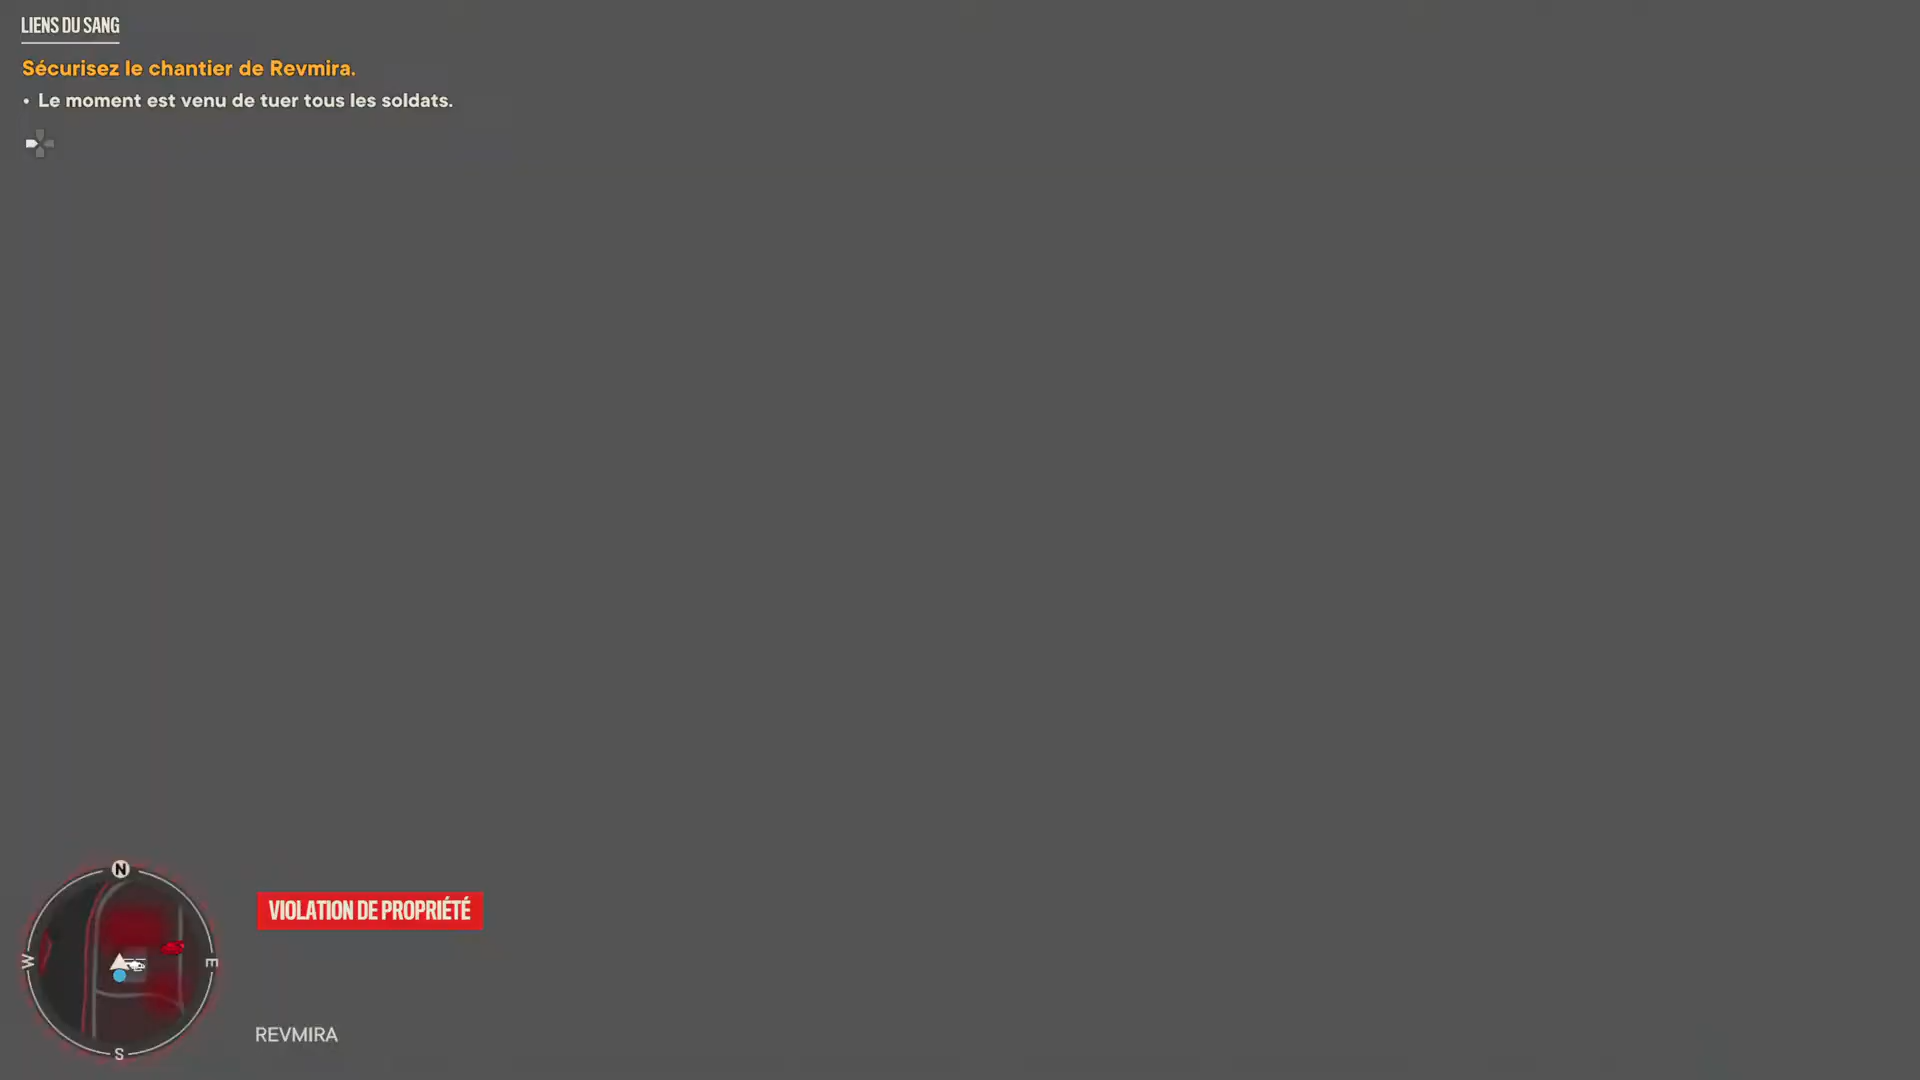 LIENS DU SANG
Sécurisez le chantier de Revmira.
• Le moment est venu de tuer tous les soldats.
N
W
E
S
VIOLATION DE PROPRIÉTÉ
REVMIRA